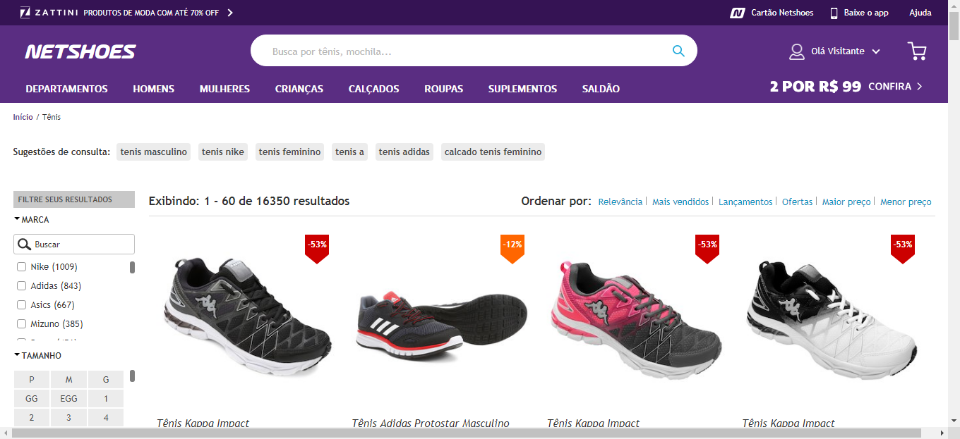 ZATTINI PRODUTOS DE MODA COM ATÉ 70% OFF
Cartão Netshoes Baixe o app Ajuda
NETSHOES
Busca por tênis, mochila...
Olá Visitante
DEPARTAMENTOS HOMENS MULHERES CRIANÇAS CALÇADOS ROUPAS SUPLEMENTOS SALDÃO
2 POR R$ 99 CONFIRA
Início / Tênis
Sugestões de consulta: tenis masculino tenis nike tenis feminino tenis a tenis adidas calcado tenis feminino
FILTRE SEUS RESULTADOS
Exibindo: 1 - 60 de 16350 resultados
Ordenar por: Relevância Mais vendidos Lançamentos Ofertas Maior preço Menor preço
MARCA
Buscar
Nike (1009)
Adidas (843)
Asics (667)
Mizuno (385)
TAMANHO
P M G
GG EGG 1
2 3 4
-53% -12% -53% -53%
Tênis Kappa Impact Tênis Adidas Protostar Masculino Tênis Kappa Impact Tênis Kappa Impact